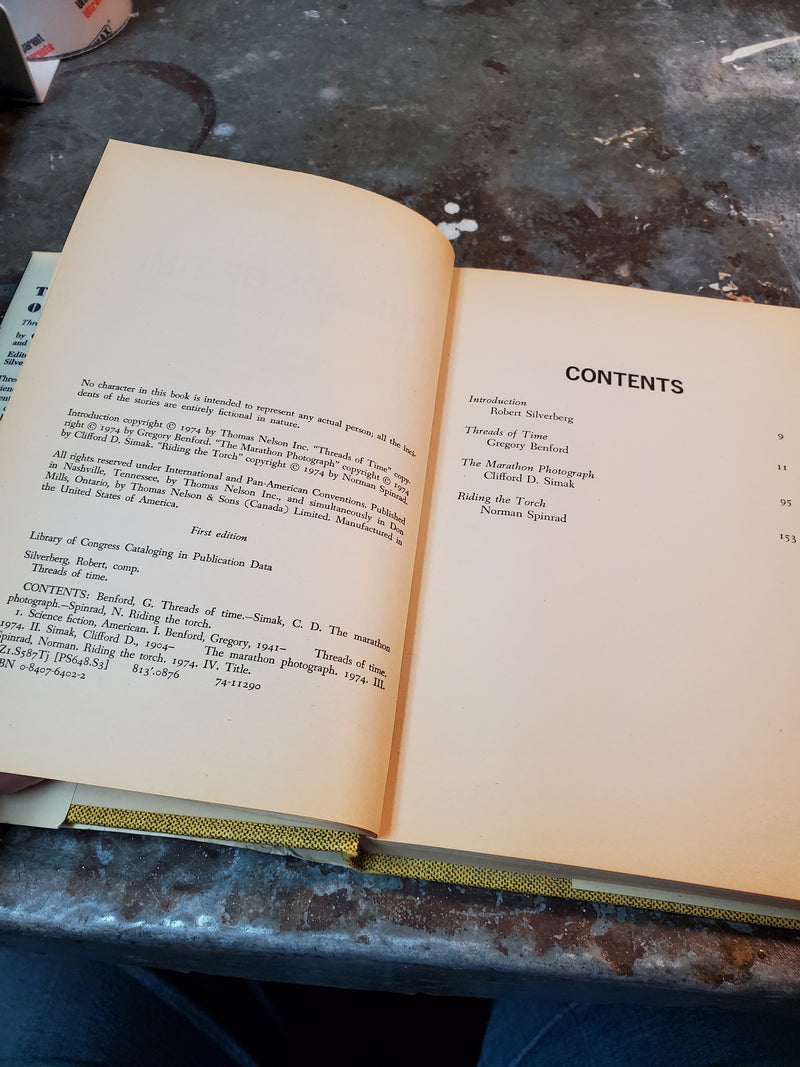 No character in this book is intended to represent any actual person; all the inci-
dents of the stories are entirely fictional in nature.
Introduction copyright © 1974 by Thomas Nelson Inc. "Threads of Time" copy-
right © 1974 by Gregory Benford. "The Marathon Photograph" copyright © 1974
by Clifford D. Simak. "Riding the Torch" copyright © 1974 by Norman Spinrad.
All rights reserved under International and Pan-American Conventions. Published
in Nashville, Tennessee, by Thomas Nelson Inc., and simultaneously in Don
Mills, Ontario, by Thomas Nelson & Sons (Canada) Limited. Manufactured in
the United States of America.
First edition
Library of Congress Cataloging in Publication Data
Silverberg, Robert, comp.
Threads of time.
CONTENTS: Benford, G. Threads of time.—Simak, C. D. The marathon
photograph.—Spinrad, N. Riding the torch.
1. Science fiction, American. I. Benford, Gregory, 1941– Threads of time.
1974. II. Simak, Clifford D., 1904– The marathon photograph. 1974. III.
Spinrad, Norman. Riding the torch. 1974. IV. Title.
Z1.S587Tj [PS648.S3] 813'.0876 74-11290
BN 0-8407-6402-2
CONTENTS
Introduction
Robert Silverberg 9
Threads of Time
Gregory Benford 11
The Marathon Photograph
Clifford D. Simak 95
Riding the Torch
Norman Spinrad 153